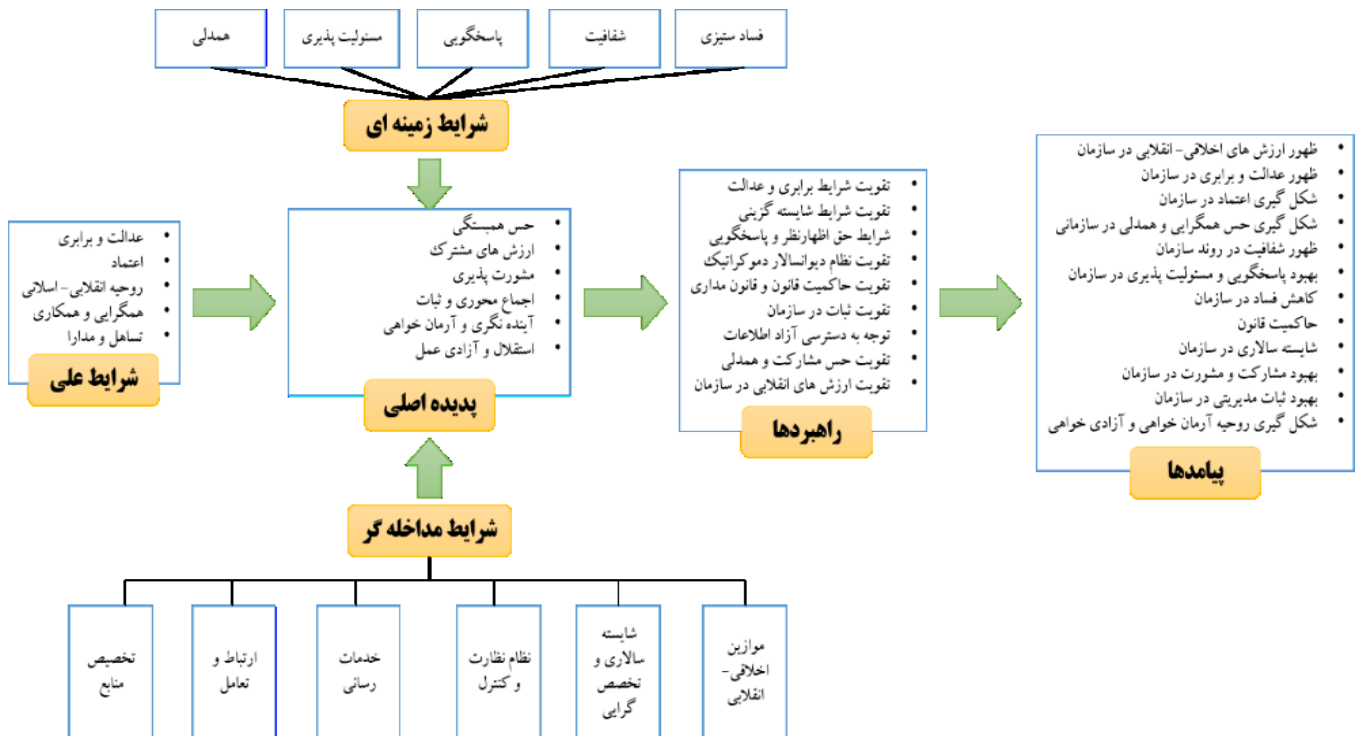 فساد ستیزی
شفافیت
پاسخگویی
مسئولیت پذیری
همدلی
شرایط زمینه ای
عدالت و برابری
اعتماد
روحیه انقلابی- اسلانی
همگرایی و همکاری
تساهل و مدارا
شرایط علی
حس همبستگی
ارزش های مشترک
مشورت پذیری
اجماع محوری و ثبات
آینده نگری و آرمان خواهی
استقلال و آزادی عمل
پدیده اصلی
تقویت شرایط برابری و عدالت
تقویت شرایط شایسته گزینی
شرایط حق اظهارنظر و پاسخگویی
تقویت نظام دیوانسالار دموکراتیک
تقویت حاکمیت قانون و قانون مداری
تقویت ثبات در سازمان
توجه به دسترسی آزاد اطلاعات
تقویت حس مشارکت و همدلی
تقویت ارزش های انقلابی در سازمان
راهبردها
ظهور ارزش های اخلاقی- انقلابی در سازمان
ظهور عدالت و برابری در سازمان
شکل گیری اعتماد در سازمان
شکل گیری حس همگرایی و همدلی در سازمانی
ظهور شفافیت در روند سازمان
بهبود پاسخگویی و مسئولیت پذیری در سازمان
کاهش فساد در سازمان
حاکمیت قانون
شایسته سالاری در سازمان
بهبود مشارکت و مشورت در سازمان
بهبود ثبات مدیریتی در سازمان
شکل گیری روحیه آرمان خواهی و آزادی خواهی
پیامدها
شرایط مداخله گر
موازین
اخلاقی-
انقلابی
شایسته
سالاری و
تخصص
گرایی
نظام نظارت
و کنترل
خدمات
رسانی
ارتباط و
تعامل
تخصیص
منابع